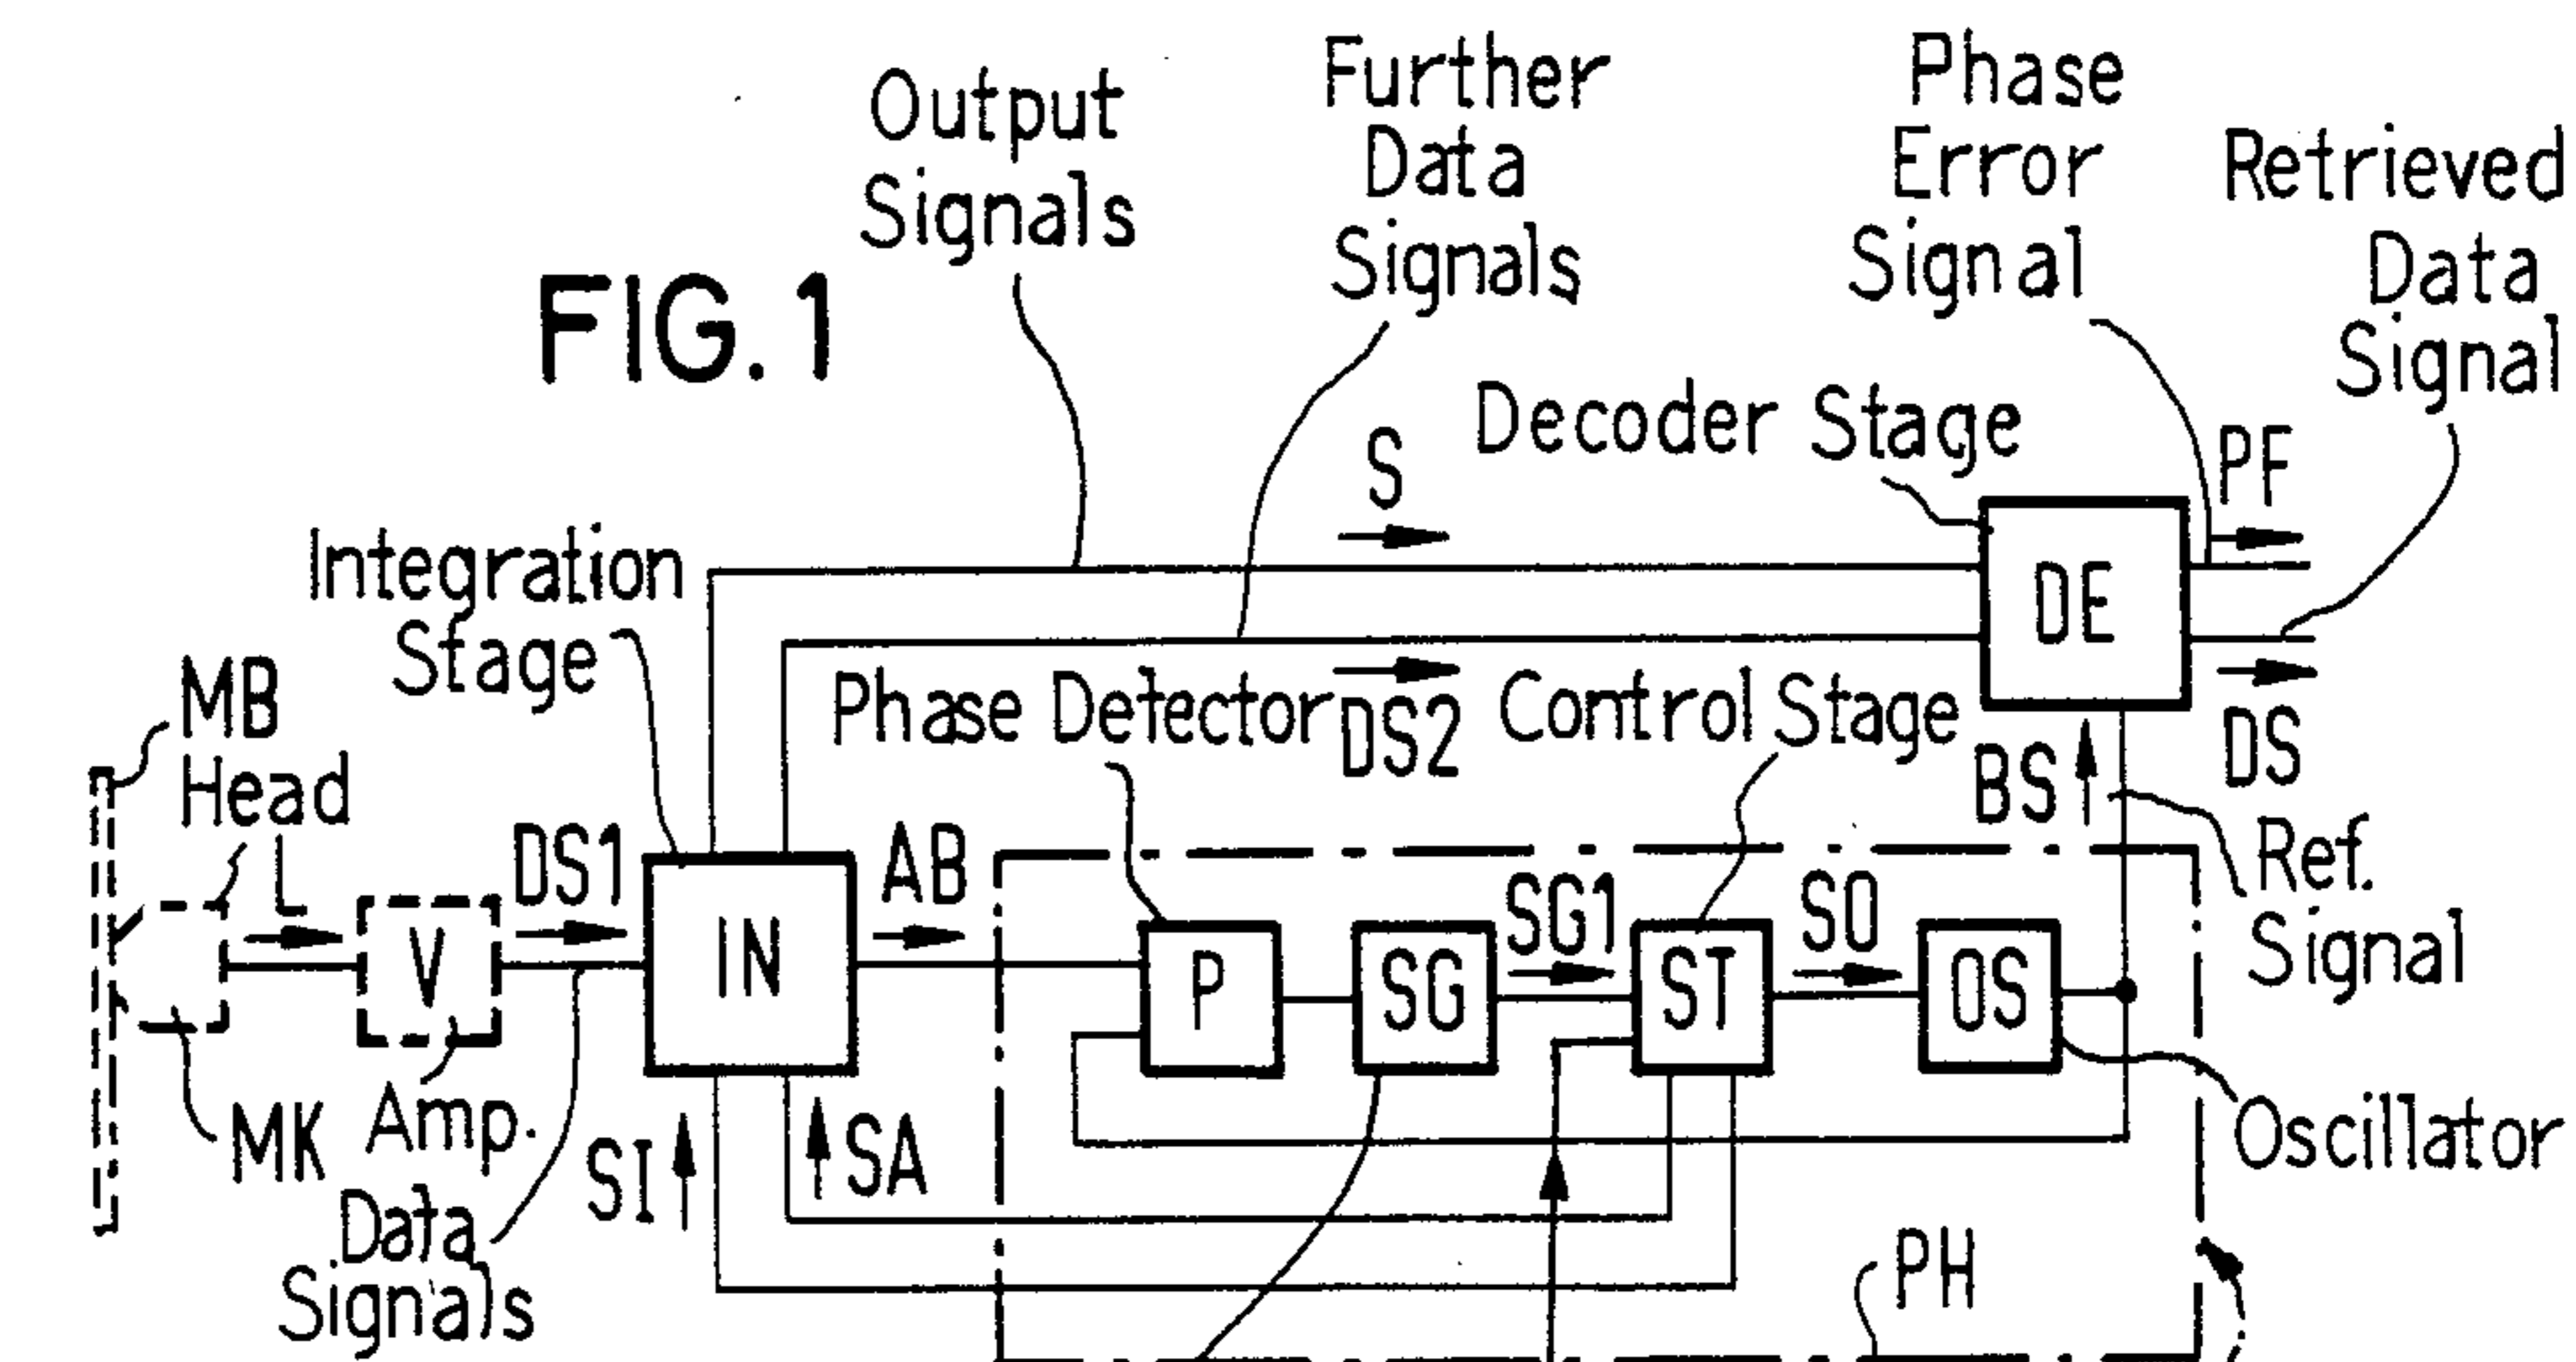 FIG. 1
Output
Signals
Further
Data
Signals
Phase
Error
Signal
Retrieved
Data
Signal
Decoder Stage
S
PF
DE
Integration
Stage
DS2
DS
MB
Head
Phase Detector
Control Stage
BS
Ref.
Signal
L
DS1
AB
SG1
SO
V
IN
P
SG
ST
OS
MK
Amp.
SI
SA
Oscillator
Data
Signals
PH